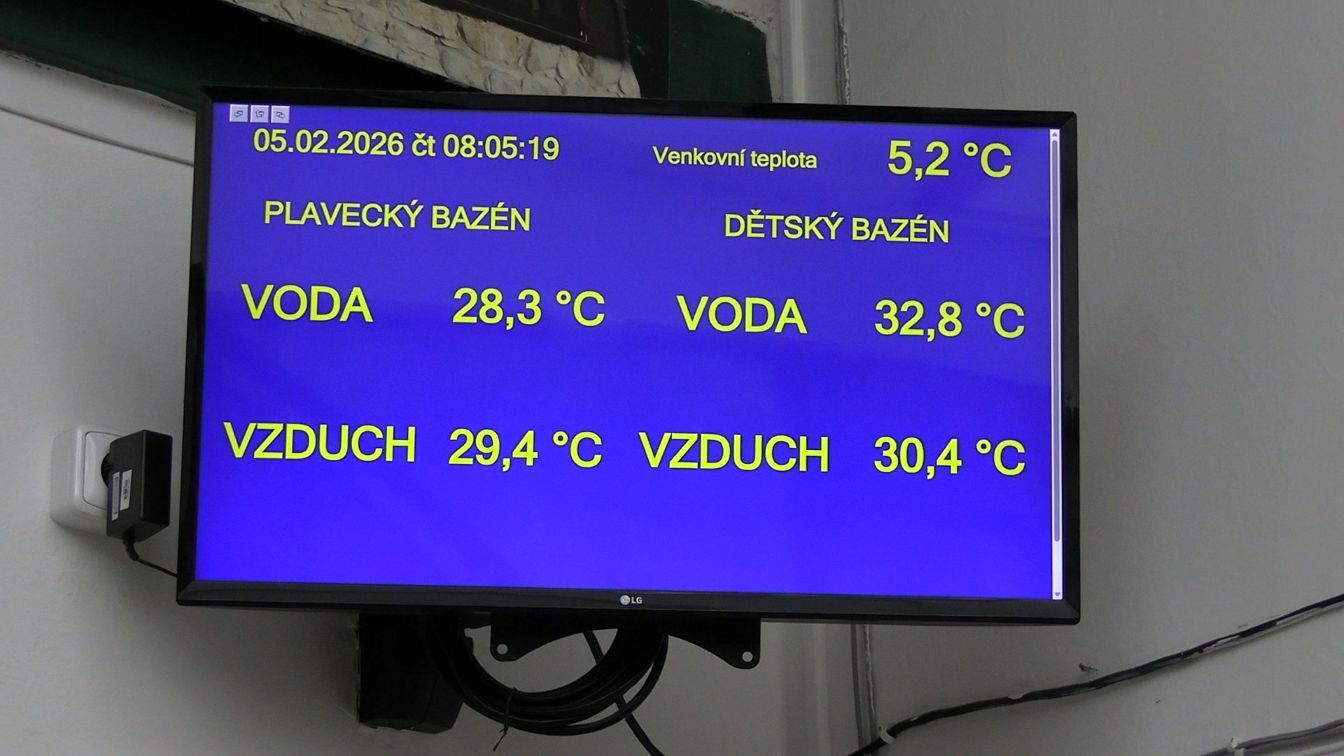 05.02.2026 čt 08:05:19 Venkovní teplota 5,2 °C
PLAVECKÝ BAZÉN DĚTSKÝ BAZÉN
VODA 28,3 °C VODA 32,8 °C
VZDUCH 29,4 °C VZDUCH 30,4 °C
LG